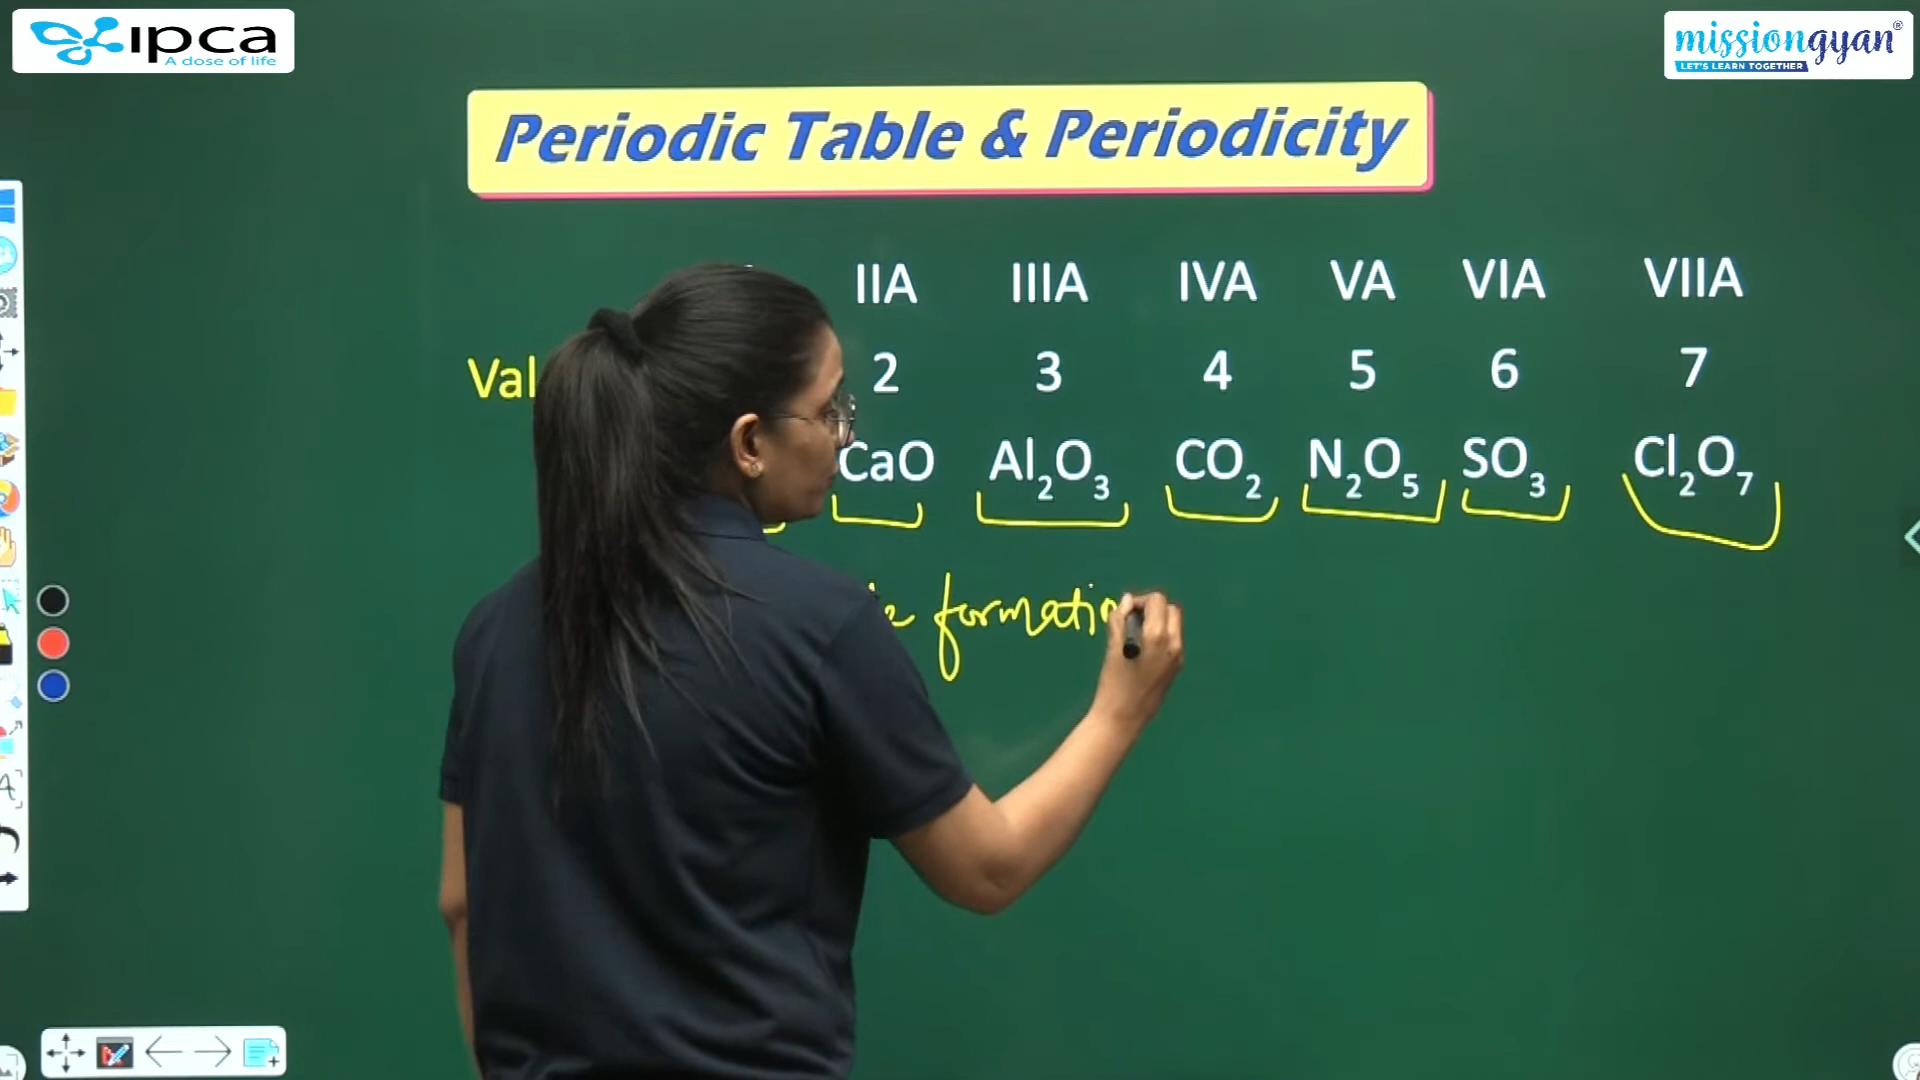 ipca
A dose of life
missiongyan®
LET'S LEARN TOGETHER
Periodic Table & Periodicity
IIA IIIA IVA VA VIA VIIA
2 3 4 5 6 7
CaO Al₂O₃ CO₂ N₂O₅ SO₃ Cl₂O₇
formatio